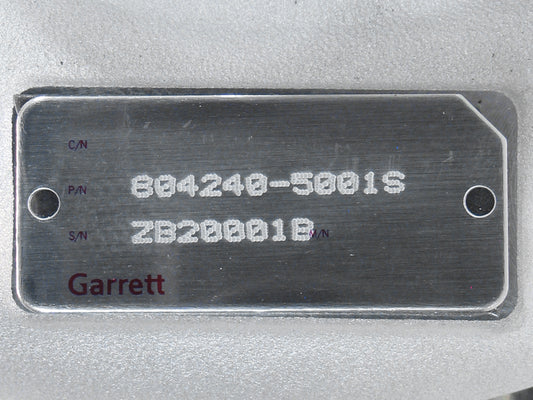 C/N
P/N 804240-5001S
S/N ZB20001B M/N
Garrett